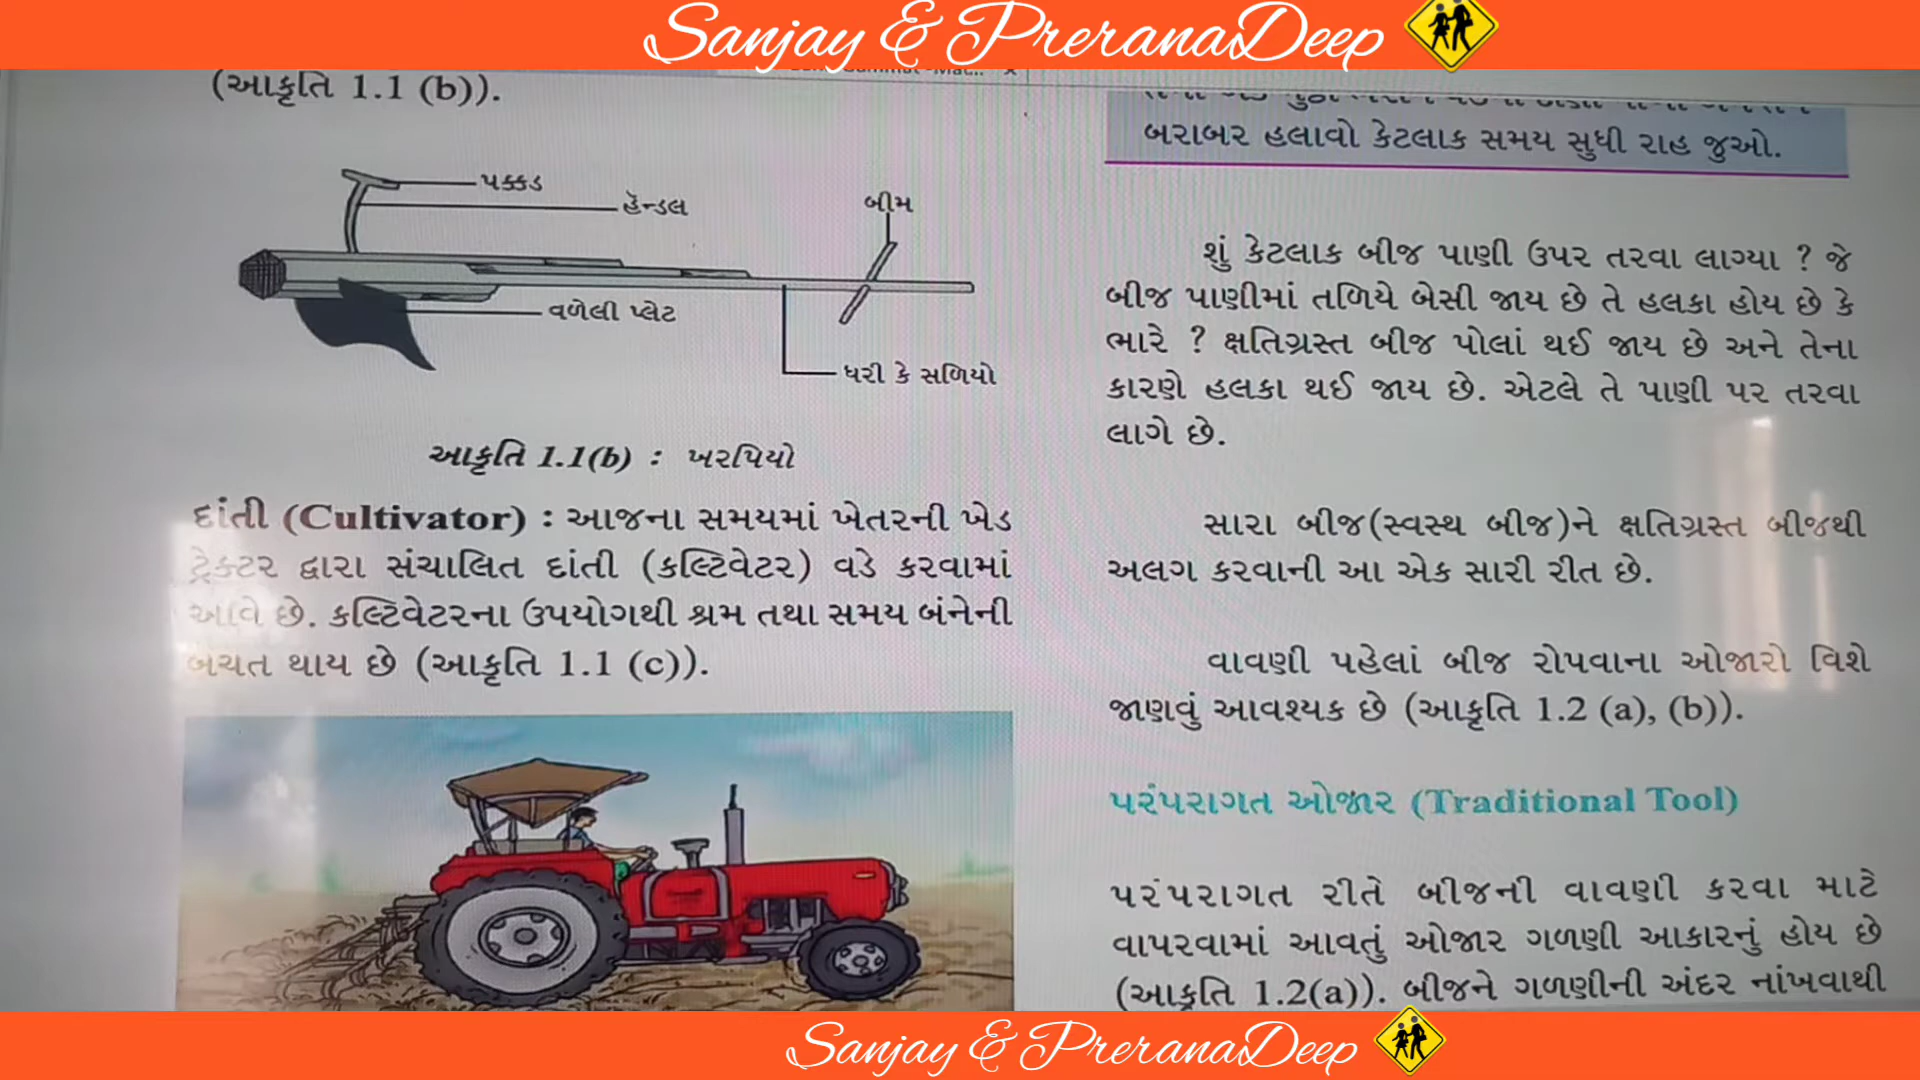 Sanjay & PreranaDeep
(આકૃતિ 1.1 (b)).
પક્કડ
હૅન્ડલ
બીમ
વળેલી પ્લેટ
ધરી કે સળિયો
આકૃતિ 1.1(b) : ખરપિયો
દાંતી (Cultivator) : આજના સમયમાં ખેતરની ખેડ
ટ્રેક્ટર દ્વારા સંચાલિત દાંતી (કલ્ટિવેટર) વડે કરવામાં
આવે છે. કલ્ટિવેટરના ઉપયોગથી શ્રમ તથા સમય બંનેની
બચત થાય છે (આકૃતિ 1.1 (c)).
બરાબર હલાવો કેટલાક સમય સુધી રાહ જુઓ.
શું કેટલાક બીજ પાણી ઉપર તરવા લાગ્યા ? જે
બીજ પાણીમાં તળિયે બેસી જાય છે તે હલકા હોય છે કે
ભારે ? ક્ષતિગ્રસ્ત બીજ પોલાં થઈ જાય છે અને તેના
કારણે હલકા થઈ જાય છે. એટલે તે પાણી પર તરવા
લાગે છે.
સારા બીજ(સ્વસ્થ બીજ)ને ક્ષતિગ્રસ્ત બીજથી
અલગ કરવાની આ એક સારી રીત છે.
વાવણી પહેલાં બીજ રોપવાના ઓજારો વિશે
જાણવું આવશ્યક છે (આકૃતિ 1.2 (a), (b)).
પરંપરાગત ઓજાર (Traditional Tool)
પરંપરાગત રીતે બીજની વાવણી કરવા માટે
વાપરવામાં આવતું ઓજાર ગળણી આકારનું હોય છે
(આકૃતિ 1.2(a)). બીજને ગળણીની અંદર નાંખવાથી
Sanjay & PreranaDeep